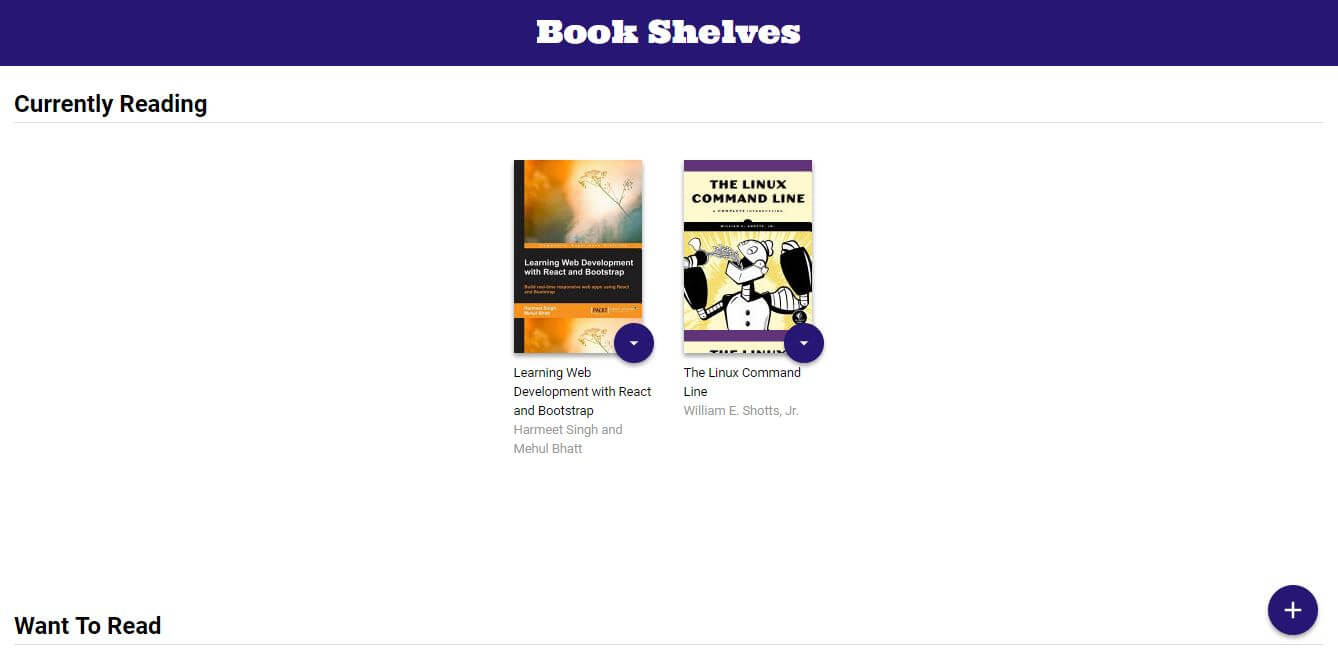 Book Shelves
Currently Reading
Learning Web Development
with React and Bootstrap
Build real-time responsive web apps using React
and Bootstrap
Harmeet Singh
Mehul Bhatt
PACKT
THE LINUX
COMMAND LINE
A COMPLETE INTRODUCTION
WILLIAM E. SHOTTS, JR.
THE LINUX
Learning Web
Development with React
and Bootstrap
Harmeet Singh and
Mehul Bhatt
The Linux Command
Line
William E. Shotts, Jr.
Want To Read